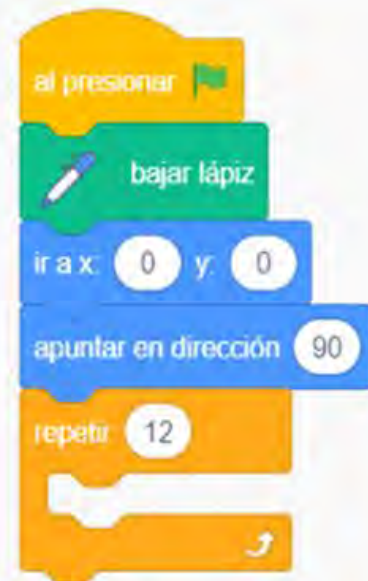 al presionar
bajar lápiz
ir a x: 0 y: 0
apuntar en dirección 90
repetir 12